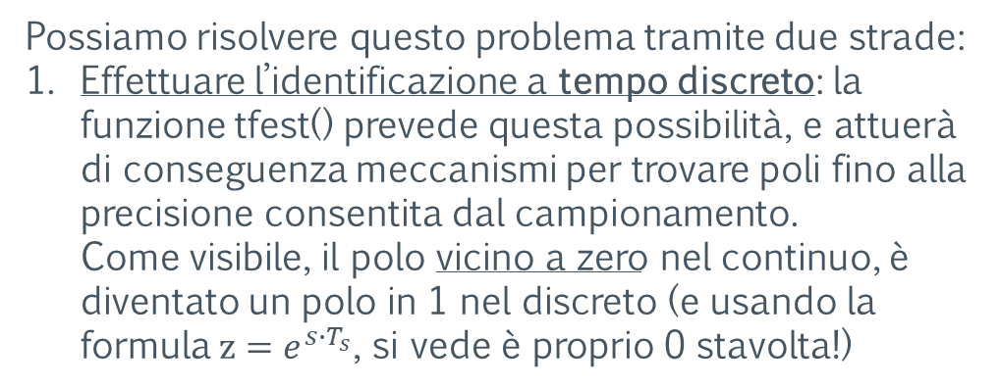 Possiamo risolvere questo problema tramite due strade:
1. Effettuare l’identificazione a tempo discreto: la
funzione tfest() prevede questa possibilità, e attuerà
di conseguenza meccanismi per trovare poli fino alla
precisione consentita dal campionamento.
Come visibile, il polo vicino a zero nel continuo, è
diventato un polo in 1 nel discreto (e usando la
formula z = e^{s·T_s}, si vede è proprio 0 stavolta!)